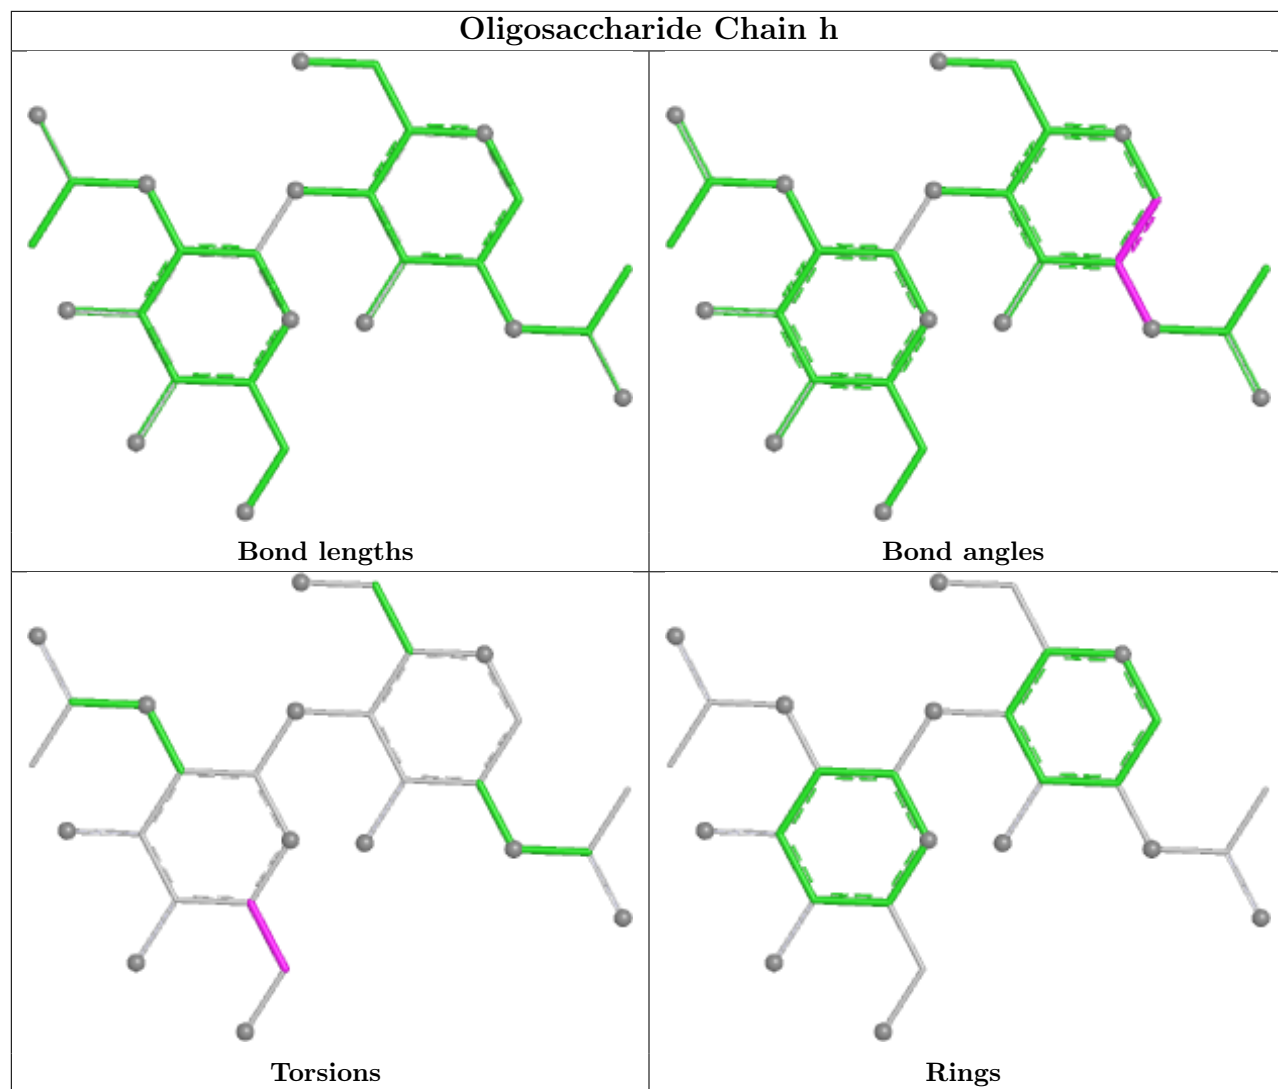 Oligosaccharide Chain h
Bond lengths
Bond angles
Torsions
Rings